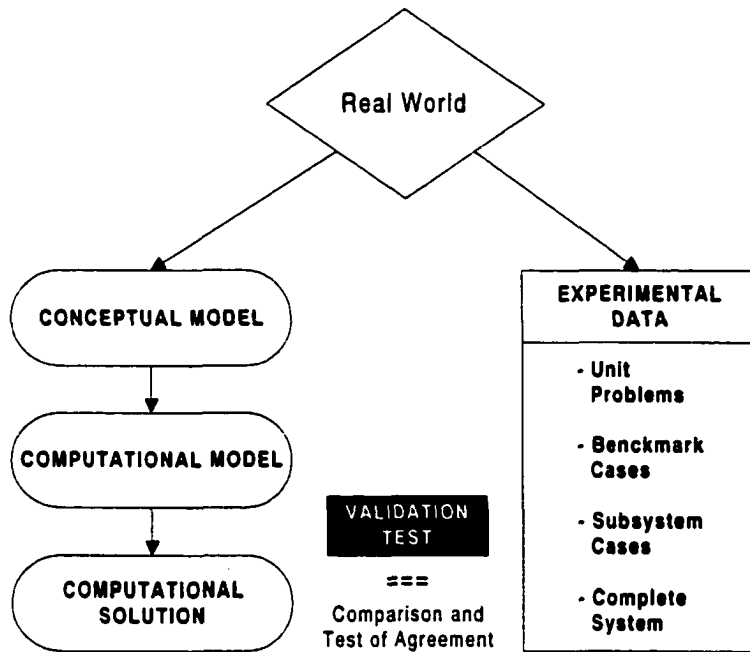 Real World
CONCEPTUAL MODEL
COMPUTATIONAL MODEL
COMPUTATIONAL
SOLUTION
VALIDATION
TEST
===
Comparison and
Test of Agreement
EXPERIMENTAL
DATA
- Unit
Problems
- Benckmark
Cases
- Subsystem
Cases
- Complete
System